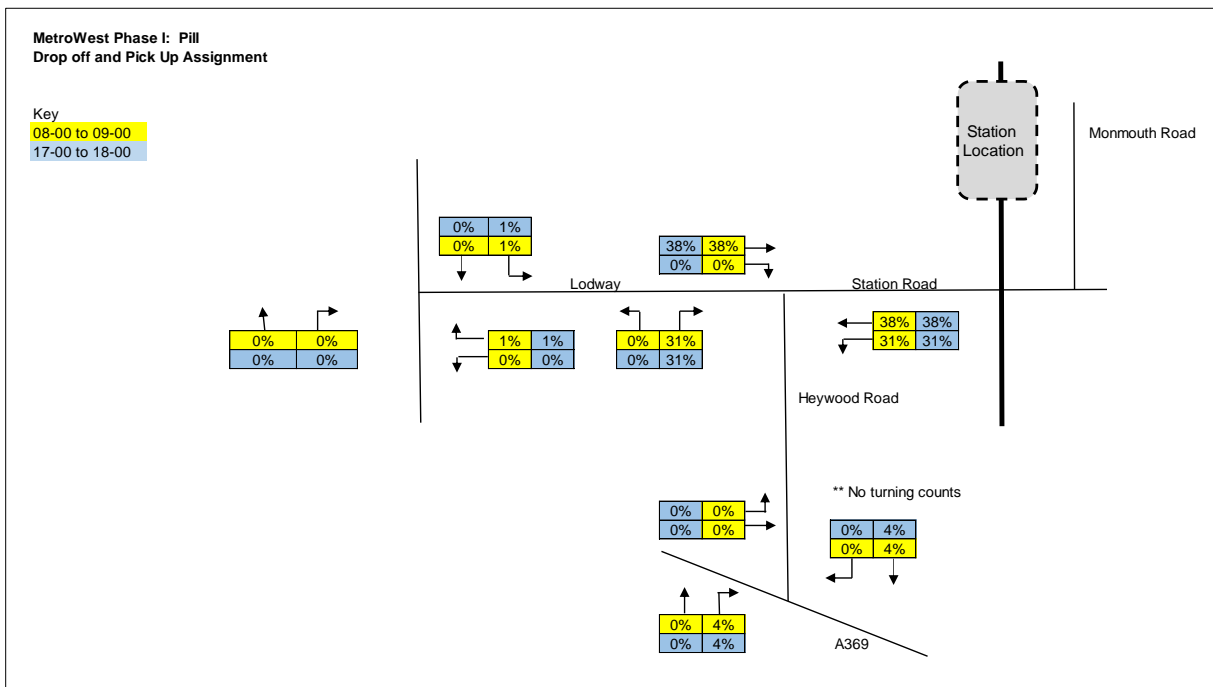 MetroWest Phase I: Pill
Drop off and Pick Up Assignment
Key
08-00 to 09-00
17-00 to 18-00
Station
Location
Monmouth Road
0% 1%
0% 1%
38% 38%
0% 0%
Lodway
Station Road
0% 0%
0% 0%
1% 1%
0% 0%
0% 31%
0% 31%
38% 38%
31% 31%
Heywood Road
** No turning counts
0% 0%
0% 0%
0% 4%
0% 4%
0% 4%
0% 4%
A369